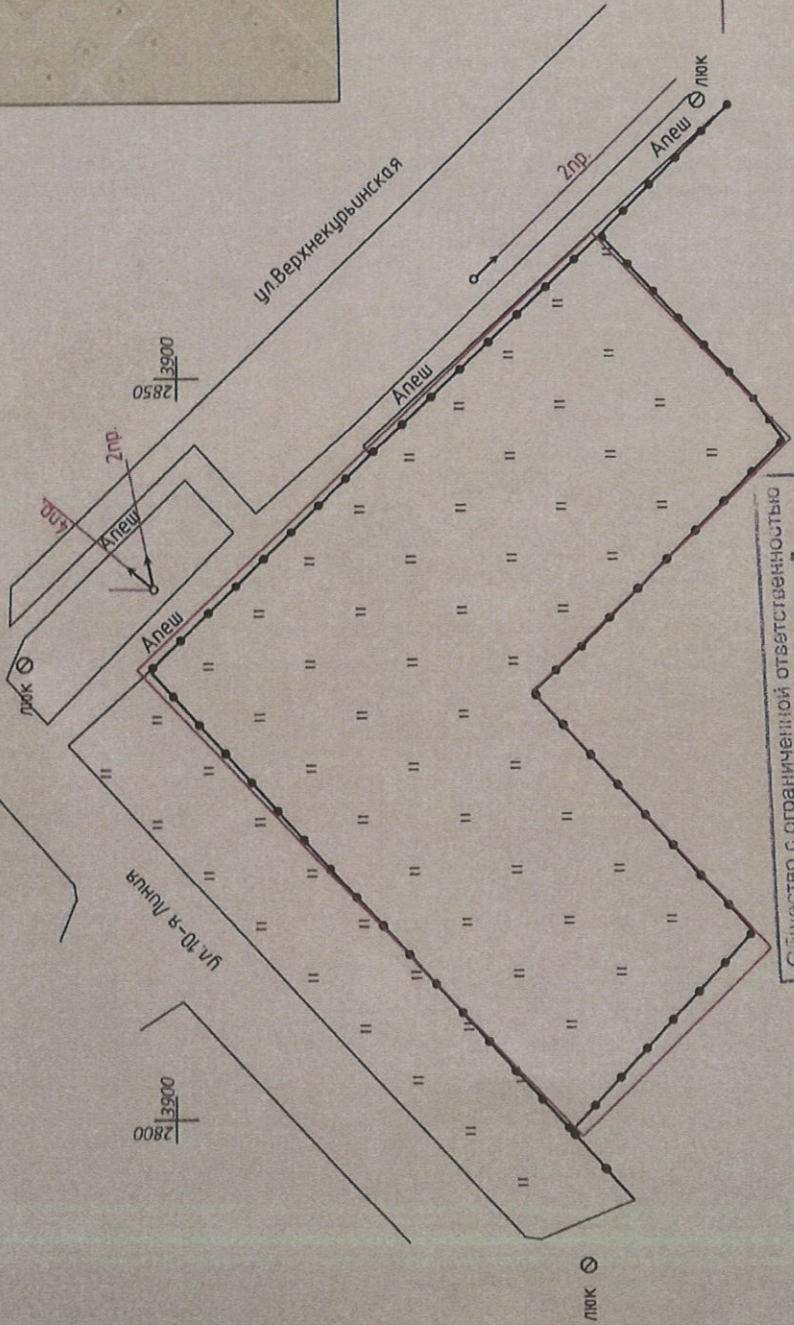 люк
ул.Верхнекурьинская
2пр.
Апеш
2850
3900
Апеш
2пр.
4пр.
Апеш
Апеш
люк
ул.10-я Линия
2800
3900
люк
Общество с ограниченной ответственностью